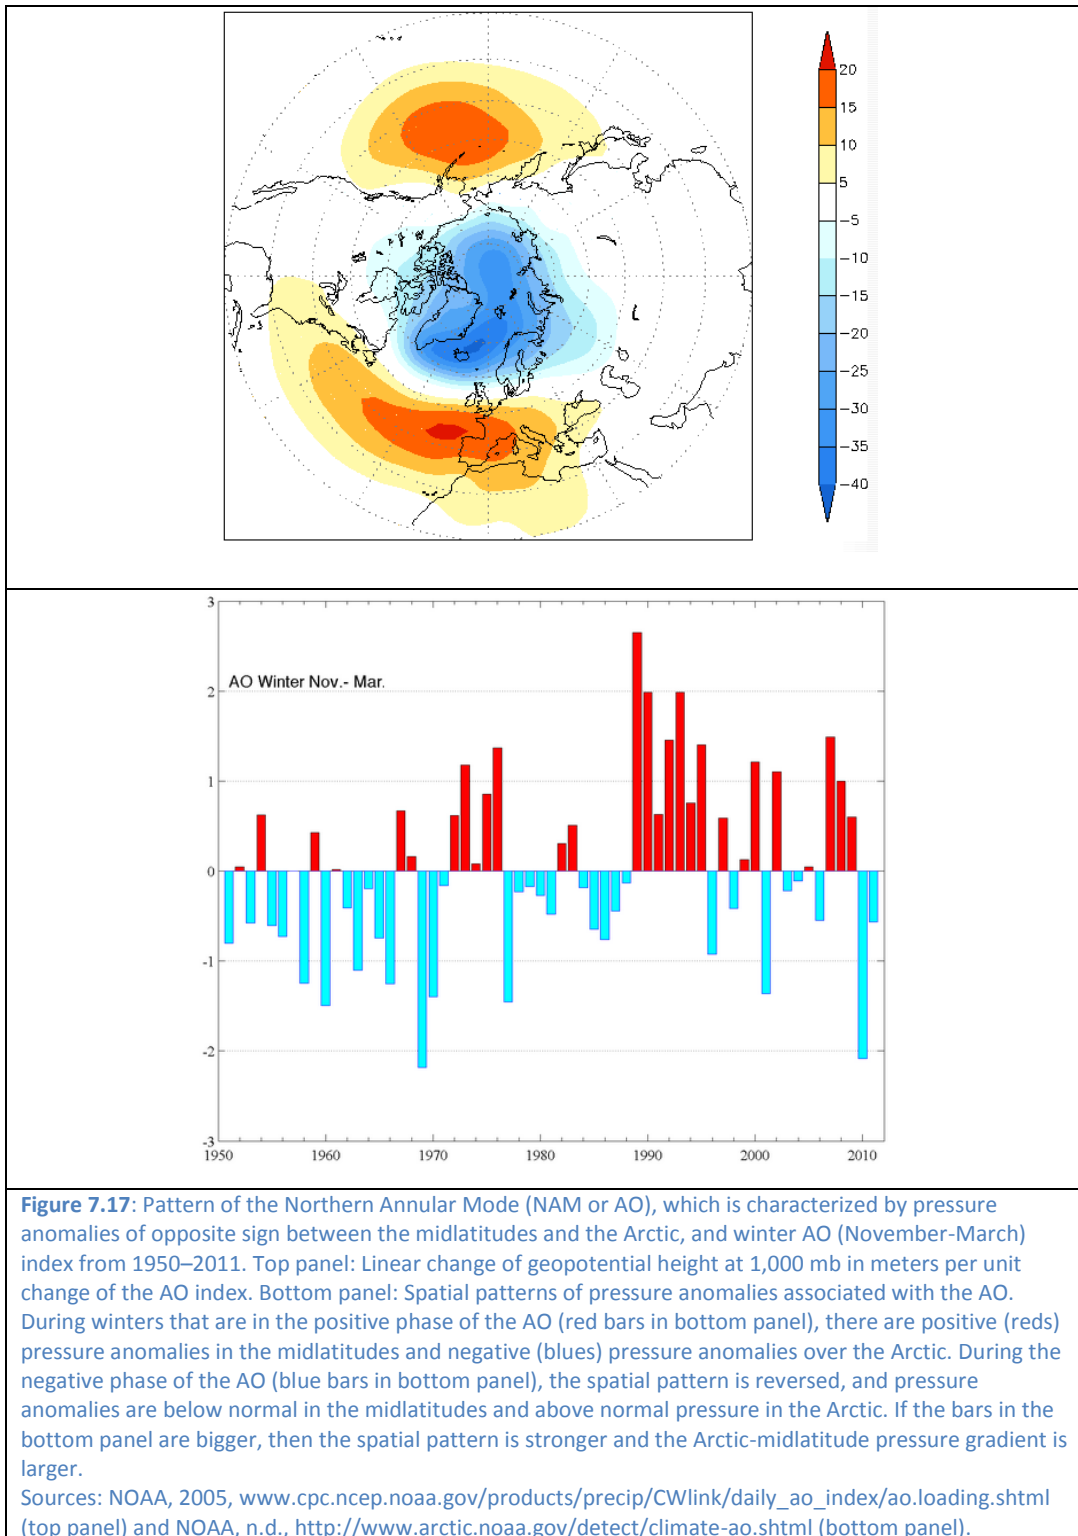 20
15
10
5
−5
−10
−15
−20
−25
−30
−35
−40
3
AO Winter Nov.- Mar.
2
1
0
-1
-2
-3
1950 1960 1970 1980 1990 2000 2010
Figure 7.17: Pattern of the Northern Annular Mode (NAM or AO), which is characterized by pressure
anomalies of opposite sign between the midlatitudes and the Arctic, and winter AO (November-March)
index from 1950–2011. Top panel: Linear change of geopotential height at 1,000 mb in meters per unit
change of the AO index. Bottom panel: Spatial patterns of pressure anomalies associated with the AO.
During winters that are in the positive phase of the AO (red bars in bottom panel), there are positive (reds)
pressure anomalies in the midlatitudes and negative (blues) pressure anomalies over the Arctic. During the
negative phase of the AO (blue bars in bottom panel), the spatial pattern is reversed, and pressure
anomalies are below normal in the midlatitudes and above normal pressure in the Arctic. If the bars in the
bottom panel are bigger, then the spatial pattern is stronger and the Arctic-midlatitude pressure gradient is
larger.
Sources: NOAA, 2005, www.cpc.ncep.noaa.gov/products/precip/CWlink/daily_ao_index/ao.loading.shtml
(top panel) and NOAA, n.d., http://www.arctic.noaa.gov/detect/climate-ao.shtml (bottom panel).